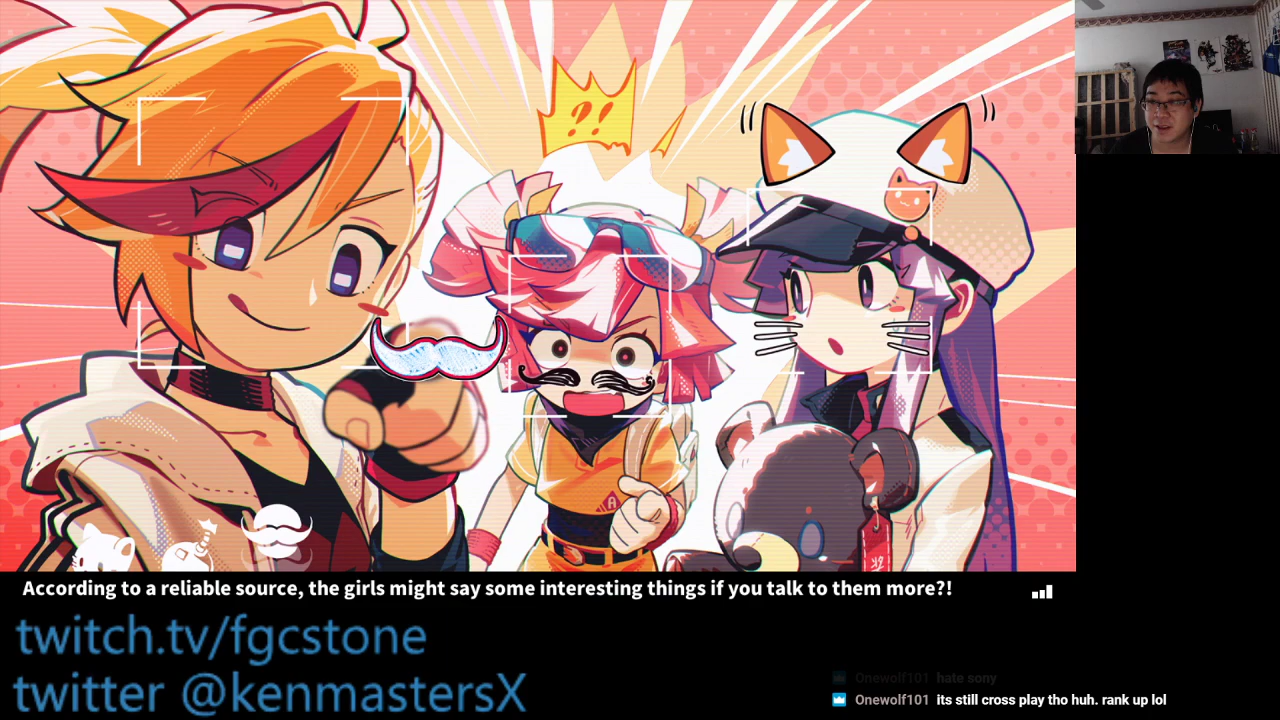 ??
A
According to a reliable source, the girls might say some interesting things if you talk to them more?!
twitch.tv/fgcstone
twitter @kenmastersX
Onewolf101 hate sony
Onewolf101 its still cross play tho huh. rank up lol